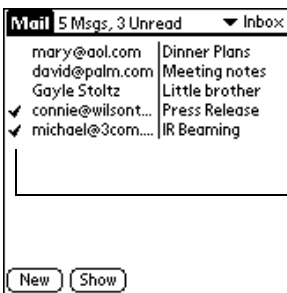 Mail 5 Msgs, 3 Unread ▼ Inbox
mary@aol.com Dinner Plans
david@palm.com Meeting notes
Gayle Stoltz Little brother
✔ connie@wilsont... Press Release
✔ michael@3com.... IR Beaming
New Show